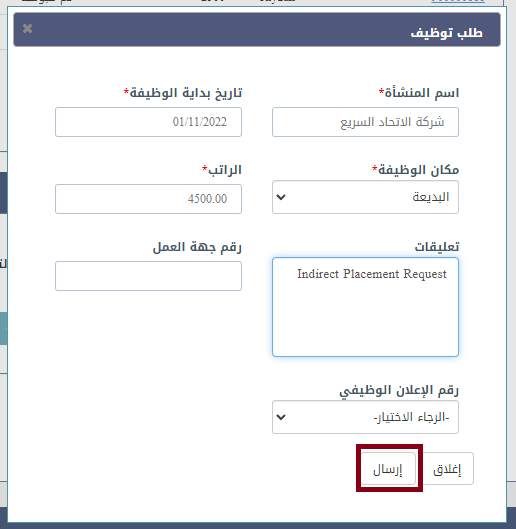 طلب توظيف
اسم المنشأة*
تاريخ بداية الوظيفة*
شركة الاتحاد السريع
01/11/2022
مكان الوظيفة*
الراتب*
البديعة
4500.00
تعليقات
رقم جهة العمل
Indirect Placement Request
رقم الإعلان الوظيفي
-الرجاء الاختيار-
إغلاق
إرسال